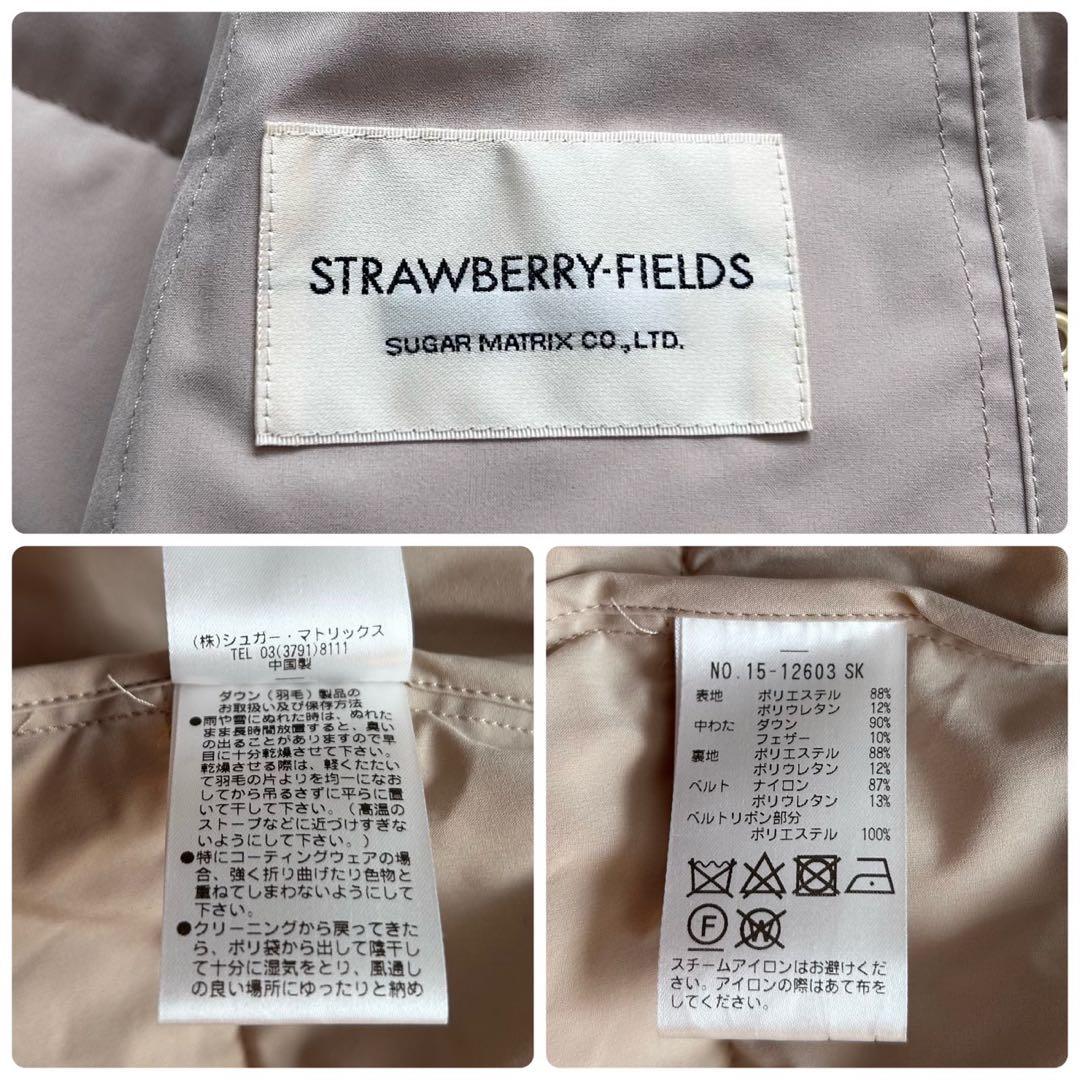 STRAWBERRY-FIELDS
SUGAR MATRIX CO.,LTD.
(株)シュガー・マトリックス
TEL 03(3791)8111
中国製
ダウン(羽毛)製品の
お取扱い及び保存方法
●雨や雪にぬれた時は、ぬれた
まま長時間放置すると、臭い
の出ることがありますので早
目に十分乾燥させて下さい。
乾燥させる際は、軽くたたい
て羽毛の片よりを均一になお
してから吊るさずに平らに置
いて干して下さい。(高温の
ストーブなどに近づけすぎな
いようにして下さい。)
●特にコーティングウェアの場
合、強く折り曲げたり色物と
重ねてしまわないようにして
下さい。
●クリーニングから戻ってきた
ら、ポリ袋から出して陰干し
して十分に湿気をとり、風通し
の良い場所にゆったりと納め
NO.15-12603 SK
表地 ポリエステル 88%
ポリウレタン 12%
中わた ダウン 90%
フェザー 10%
裏地 ポリエステル 88%
ポリウレタン 12%
ベルト ナイロン 87%
ポリウレタン 13%
ベルトリボン部分
ポリエステル 100%
F W
スチームアイロンはお避けくだ
さい。アイロンの際はあて布を
してください。